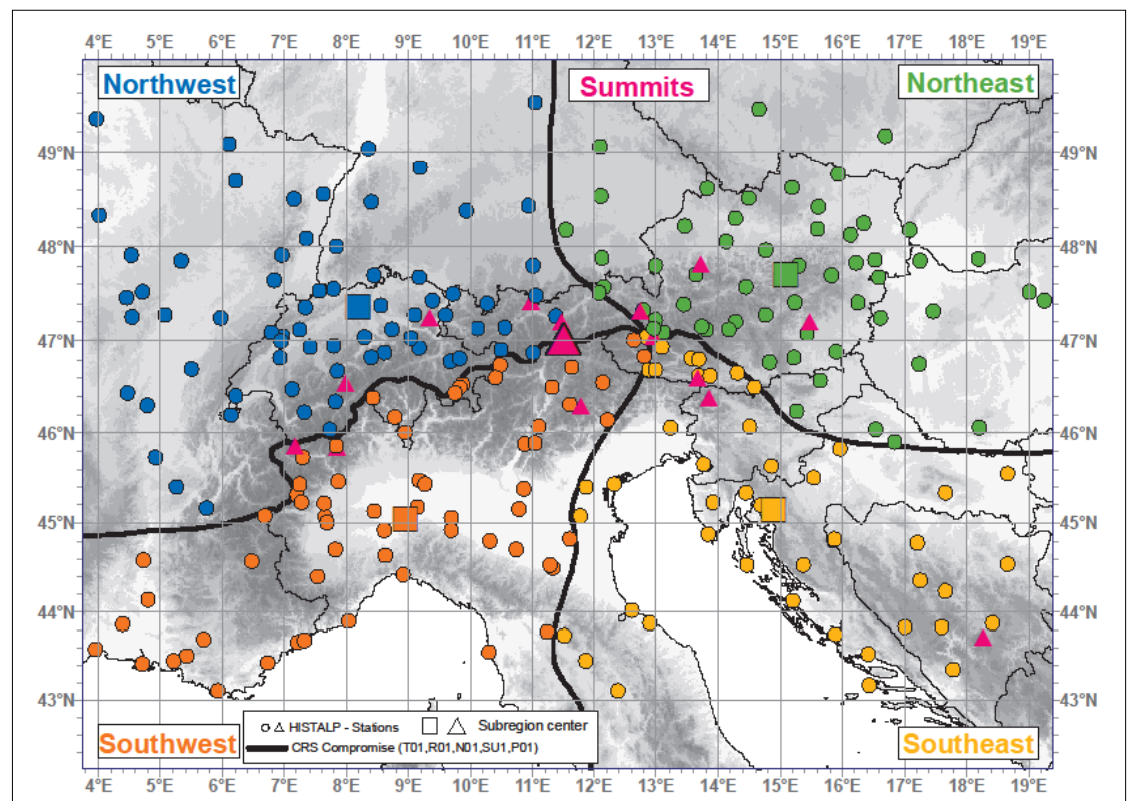 4°E 5°E 6°E 7°E 8°E 9°E 10°E 11°E 12°E 13°E 14°E 15°E 16°E 17°E 18°E 19°E
Northwest Summits Northeast
49°N 49°N
48°N 48°N
47°N 47°N
46°N 46°N
45°N 45°N
44°N 44°N
43°N 43°N
Southwest HISTALP - Stations Subregion center Southeast
CRS Compromise (T01,R01,N01,SU1,P01)
4°E 5°E 6°E 7°E 8°E 9°E 10°E 11°E 12°E 13°E 14°E 15°E 16°E 17°E 18°E 19°E